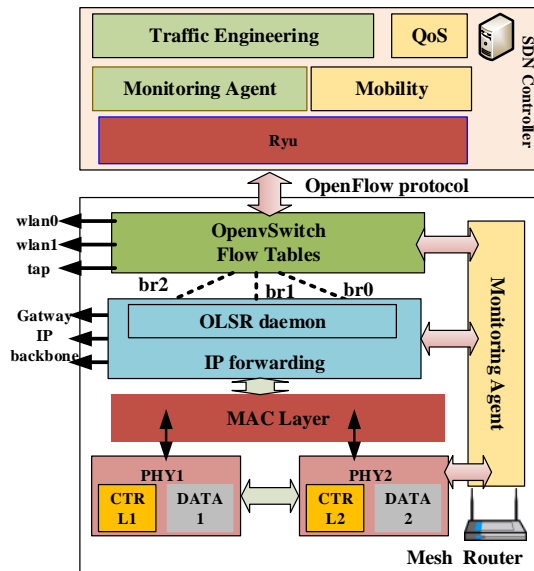 Traffic Engineering
QoS
Monitoring Agent
Mobility
Ryu
SDN Controller
OpenFlow protocol
wlan0
wlan1
tap
OpenvSwitch
Flow Tables
br2
br1
br0
Gatway
IP
backbone
OLSR daemon
IP forwarding
Monitoring Agent
MAC Layer
PHY1
CTR
L1
DATA
1
PHY2
CTR
L2
DATA
2
Mesh Router